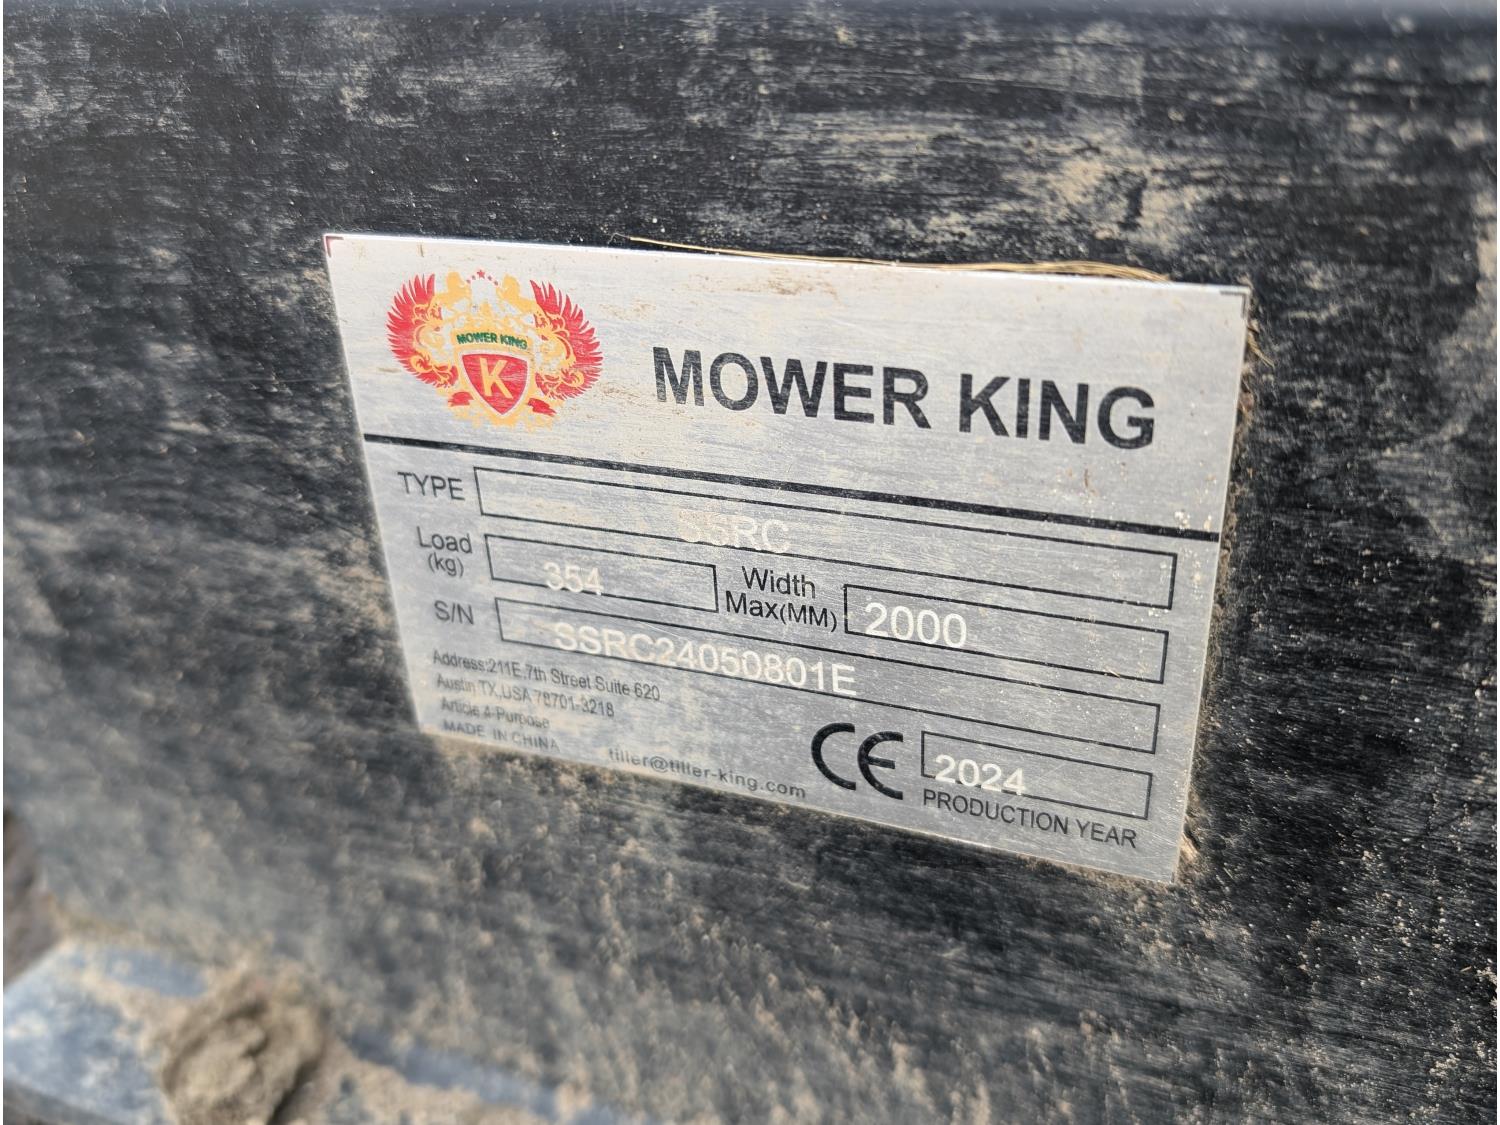 MOWER KING
K
MOWER KING
TYPE SSRC
Load (kg) 354 Width Max(MM) 2000
S/N SSRC24050801E
Address:211E.7th Street Suite 620
Austin TX,USA 78701-3218
Article 4-Purpose
MADE IN CHINA
tiller@tiller-king.com
CE 2024
PRODUCTION YEAR